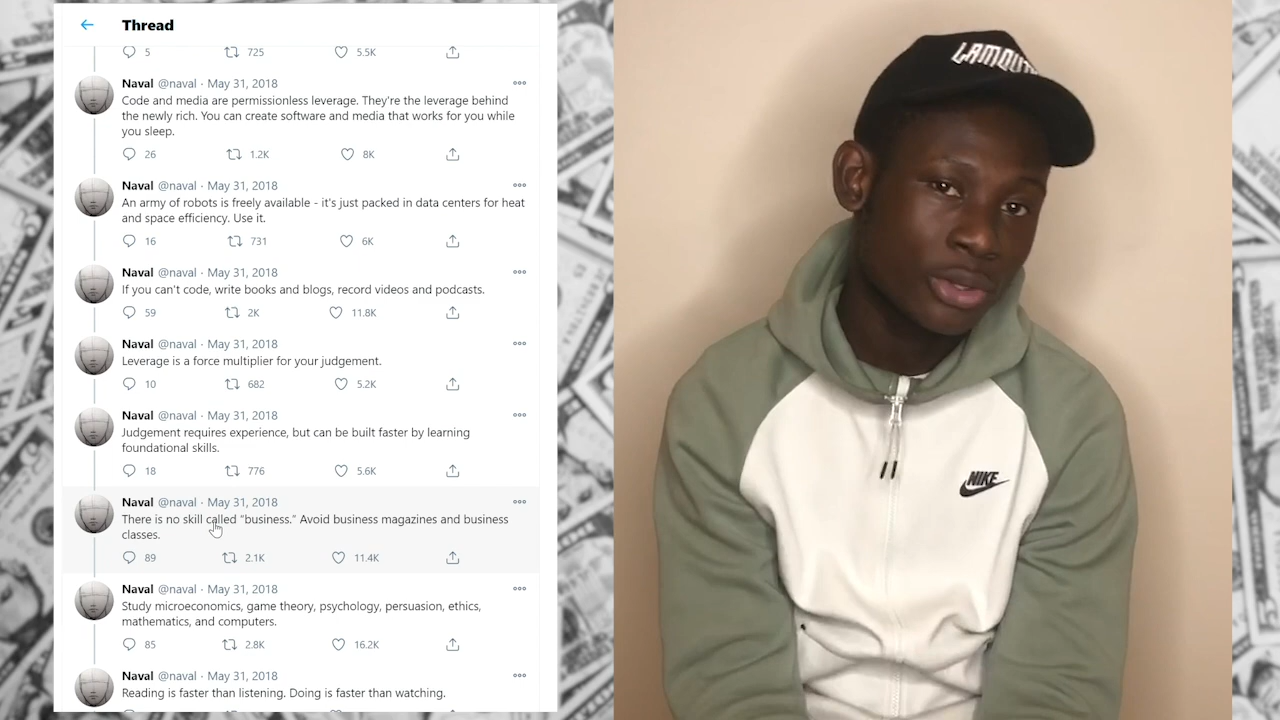 Thread
5 725 5.5K
Naval @naval · May 31, 2018
Code and media are permissionless leverage. They're the leverage behind
the newly rich. You can create software and media that works for you while
you sleep.
26 1.2K 8K
Naval @naval · May 31, 2018
An army of robots is freely available - it's just packed in data centers for heat
and space efficiency. Use it.
16 731 6K
Naval @naval · May 31, 2018
If you can't code, write books and blogs, record videos and podcasts.
59 2K 11.8K
Naval @naval · May 31, 2018
Leverage is a force multiplier for your judgement.
10 682 5.2K
Naval @naval · May 31, 2018
Judgement requires experience, but can be built faster by learning
foundational skills.
18 776 5.6K
Naval @naval · May 31, 2018
There is no skill called “business.” Avoid business magazines and business
classes.
89 2.1K 11.4K
Naval @naval · May 31, 2018
Study microeconomics, game theory, psychology, persuasion, ethics,
mathematics, and computers.
85 2.8K 16.2K
Naval @naval · May 31, 2018
Reading is faster than listening. Doing is faster than watching.
NIKE